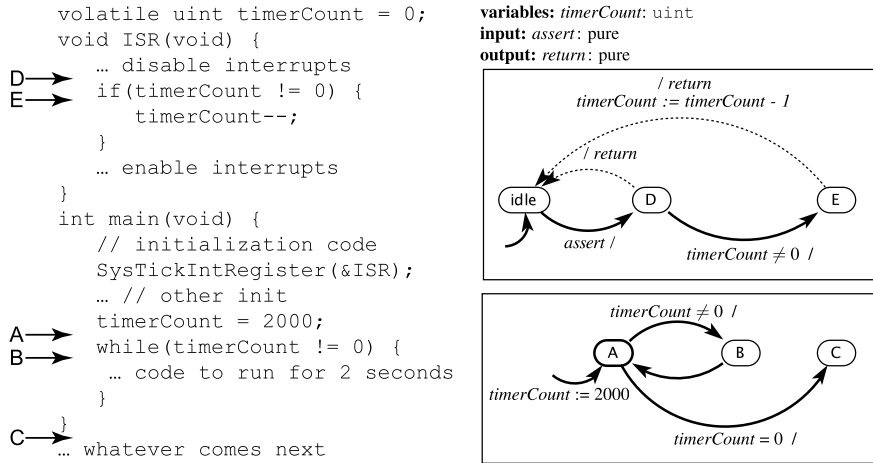 volatile uint timerCount = 0;
void ISR(void) {
… disable interrupts
D
if(timerCount != 0) {
E
timerCount--;
}
… enable interrupts
}
int main(void) {
// initialization code
SysTickIntRegister(&ISR);
… // other init
timerCount = 2000;
A
while(timerCount != 0) {
B
… code to run for 2 seconds
}
}
C
… whatever comes next
variables: timerCount: uint
input: assert: pure
output: return: pure
/ return
timerCount := timerCount - 1
/ return
idle
D
E
assert /
timerCount ≠ 0 /
timerCount ≠ 0 /
A
B
C
timerCount := 2000
timerCount = 0 /